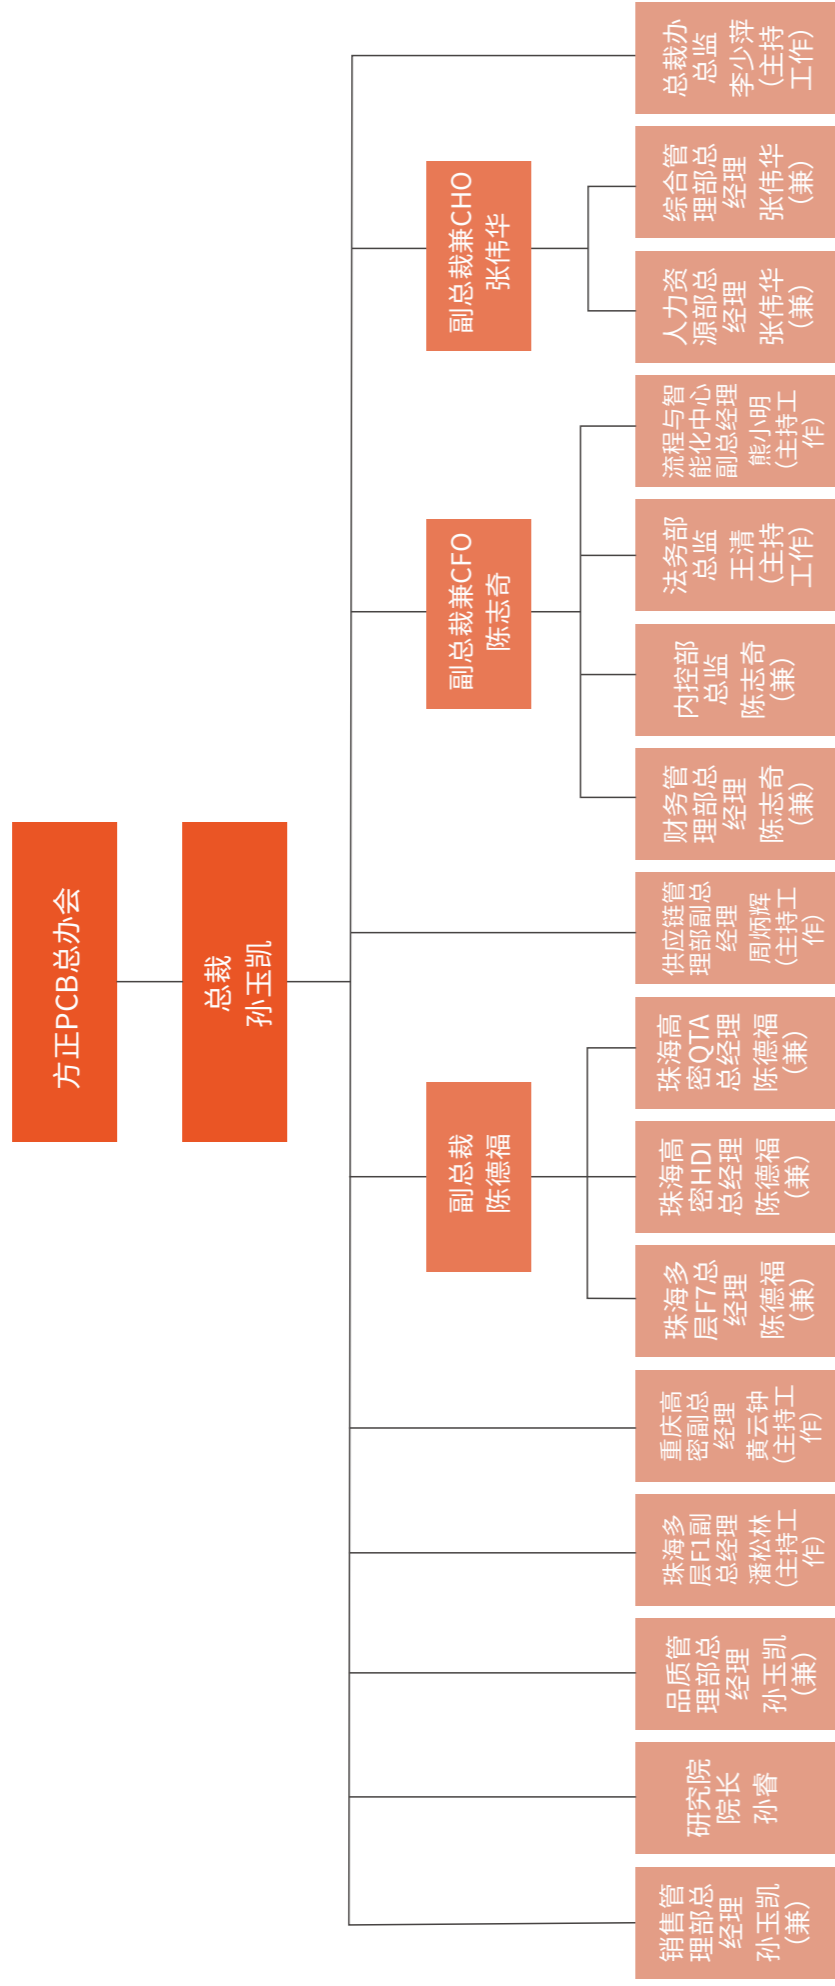 方正PCB总办会
总裁
孙玉凯
副总裁
陈德福
副总裁兼CFO
陈志奇
副总裁兼CHO
张伟华
销售管
理部总
经理
孙玉凯
(兼)
研究院
院长
孙睿
品质管
理部总
经理
孙玉凯
(兼)
珠海多
层F1副
总经理
潘松林
(主持工
作)
重庆高
密副总
经理
黄云钟
(主持工
作)
珠海多
层F7总
经理
陈德福
(兼)
珠海高
密HDI
总经理
陈德福
(兼)
珠海高
密QTA
总经理
陈德福
(兼)
供应链管
理部副总
经理
周炳辉
(主持工
作)
财务管
理部总
经理
陈志奇
(兼)
内控部
总监
陈志奇
(兼)
法务部
总监
王清
(主持
工作)
流程与智
能化中心
副总经理
熊小明
(主持工
作)
人力资
源部总
经理
张伟华
(兼)
综合管
理部总
经理
张伟华
(兼)
总裁办
总监
李少萍
(主持
工作)